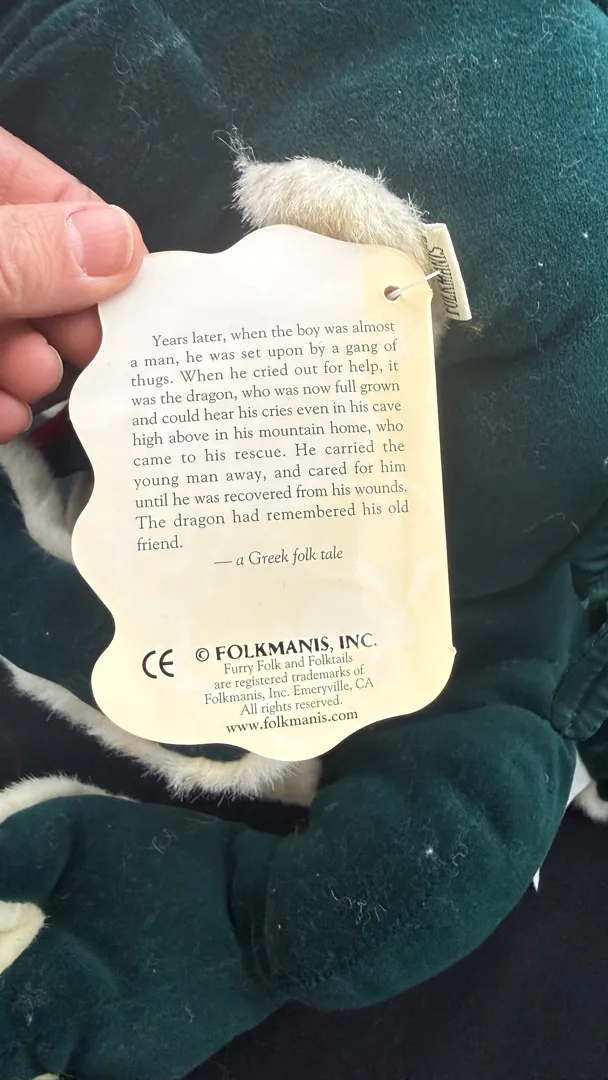 Years later, when the boy was almost
a man, he was set upon by a gang of
thugs. When he cried out for help, it
was the dragon, who was now full grown
and could hear his cries even in his cave
high above in his mountain home, who
came to his rescue. He carried the
young man away, and cared for him
until he was recovered from his wounds.
The dragon had remembered his old
friend.
— a Greek folk tale
CE © FOLKMANIS, INC.
Furry Folk and Folktails
are registered trademarks of
Folkmanis, Inc. Emeryville, CA
All rights reserved.
www.folkmanis.com
FOLKMANIS